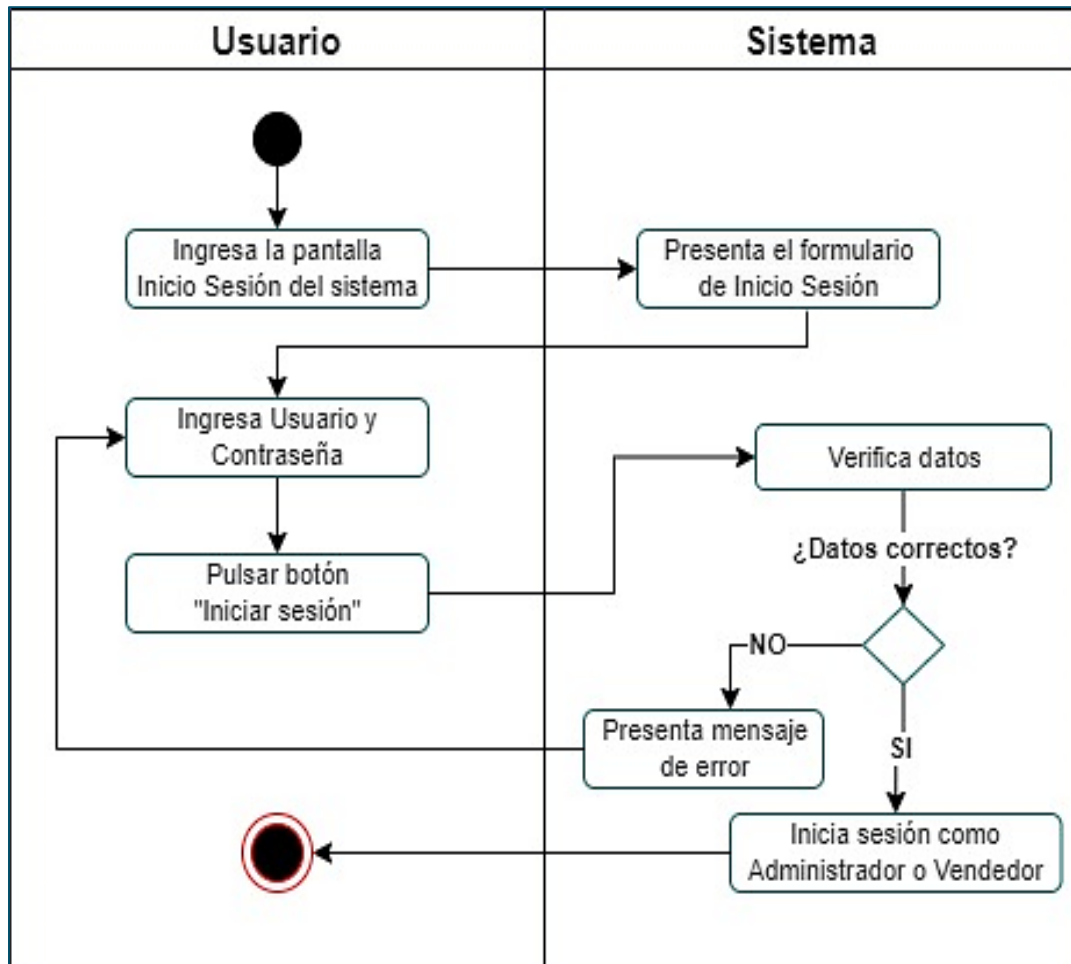 Usuario
Sistema
Ingresa la pantalla
Inicio Sesión del sistema
Presenta el formulario
de Inicio Sesión
Ingresa Usuario y
Contraseña
Verifica datos
¿Datos correctos?
Pulsar botón
"Iniciar sesión"
NO
Presenta mensaje
de error
SI
Inicia sesión como
Administrador o Vendedor